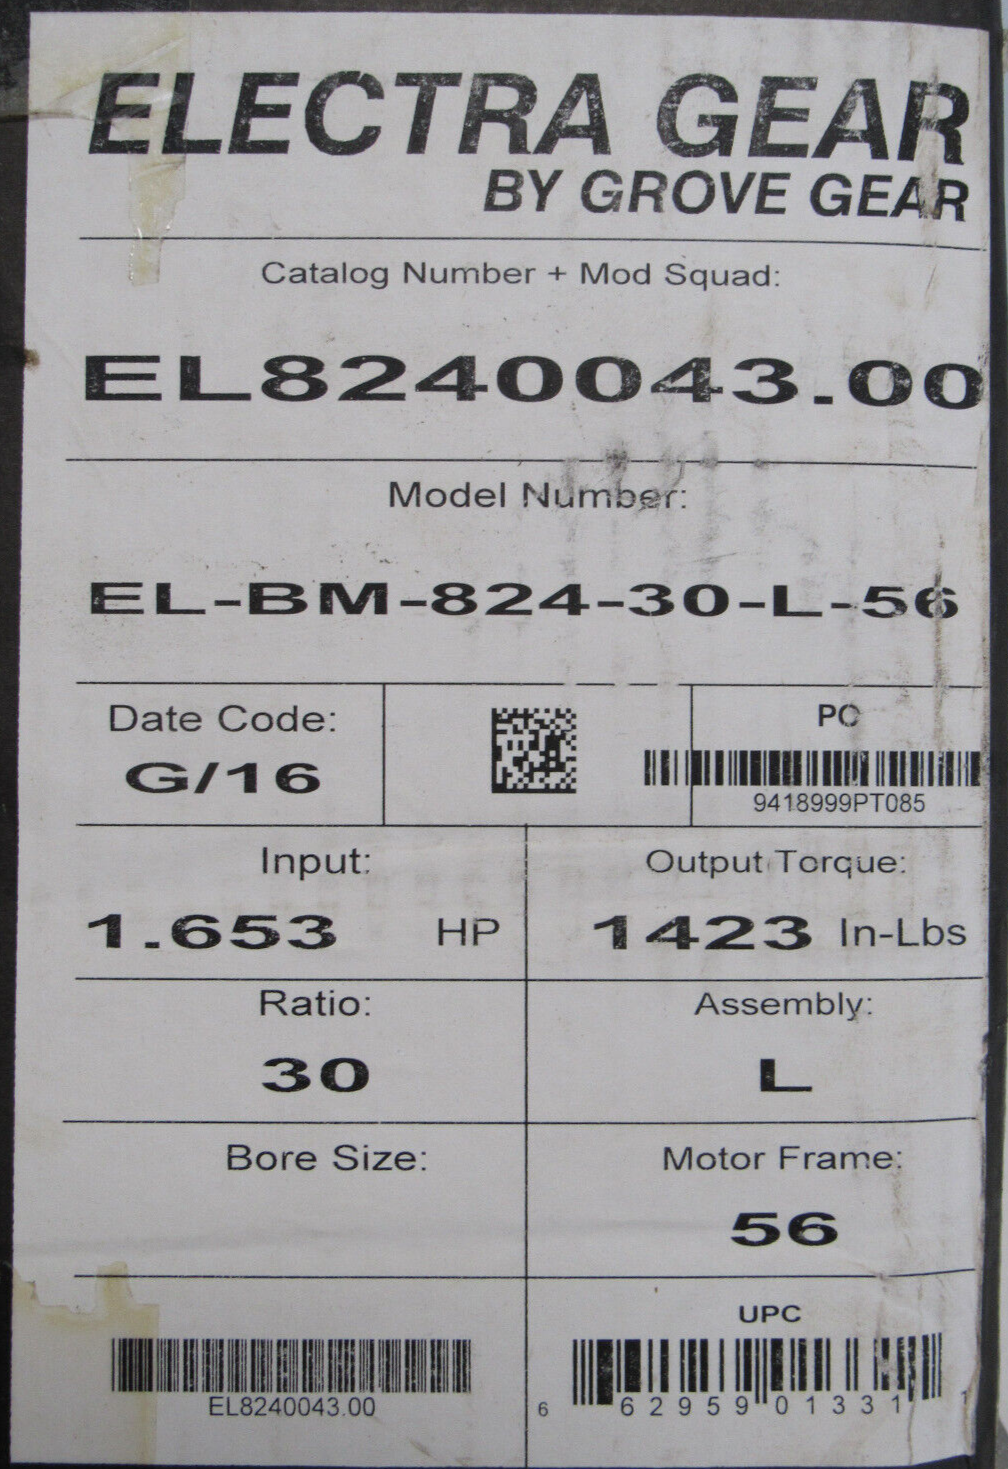 ELECTRA GEAR
BY GROVE GEAR
Catalog Number + Mod Squad:
EL8240043.00
Model Number:
EL-BM-824-30-L-56
Date Code:
G/16
PO
9418999PT085
Input:
1.653 HP
Output Torque:
1423 In-Lbs
Ratio:
30
Assembly:
L
Bore Size:
Motor Frame:
56
EL8240043.00
UPC
6 62959 01331 1